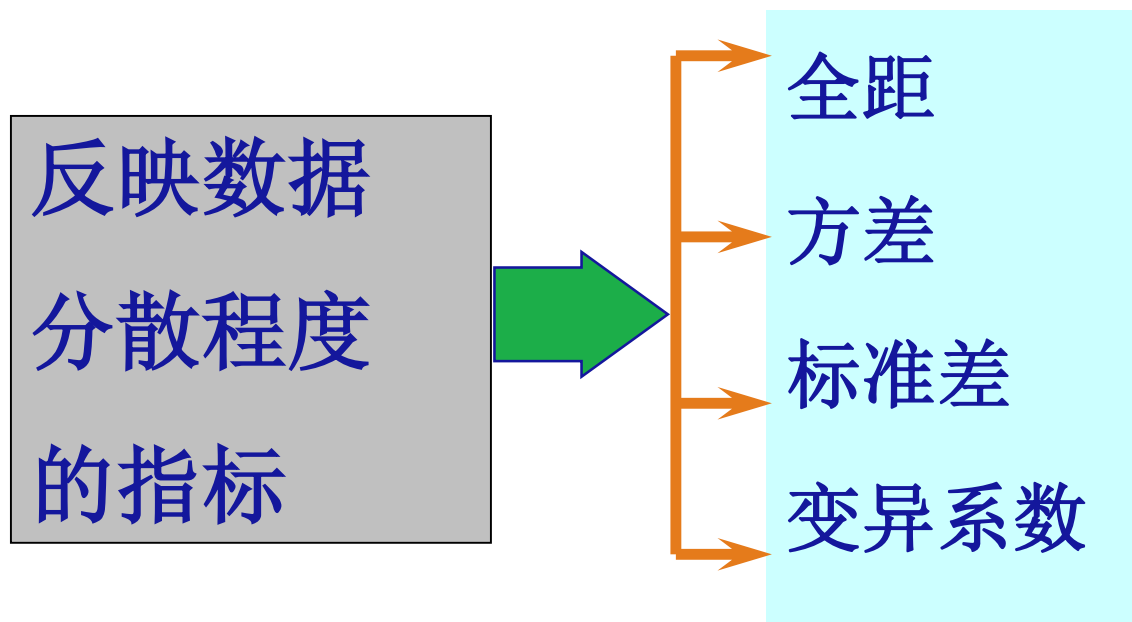 反映数据
分散程度
的指标
全距
方差
标准差
变异系数